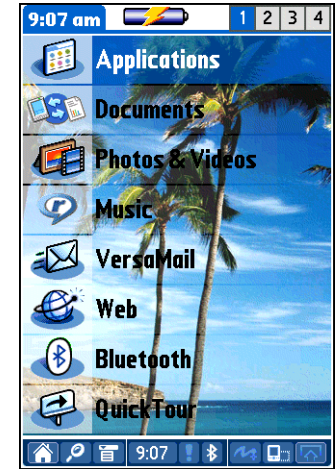 9:07 am 1 2 3 4
Applications
Documents
Photos & Videos
Music
VersaMail
Web
Bluetooth
QuickTour
9:07